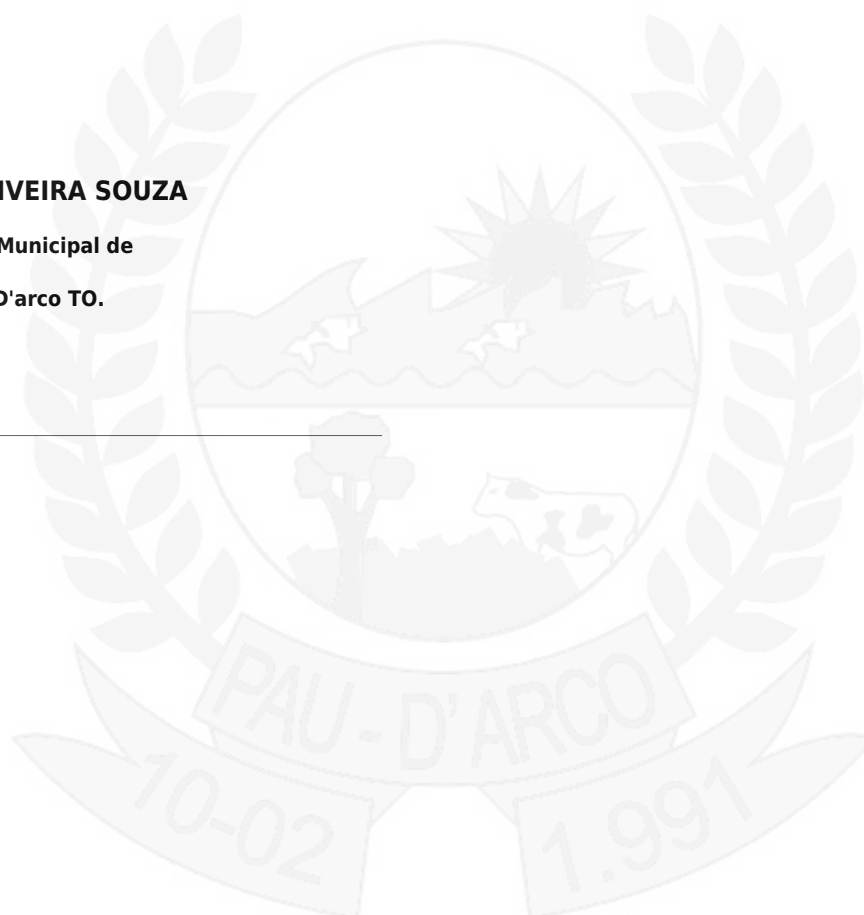 IVEIRA SOUZA
Municipal de
D'arco TO.
PAU - D'ARCO
10-02
1.991